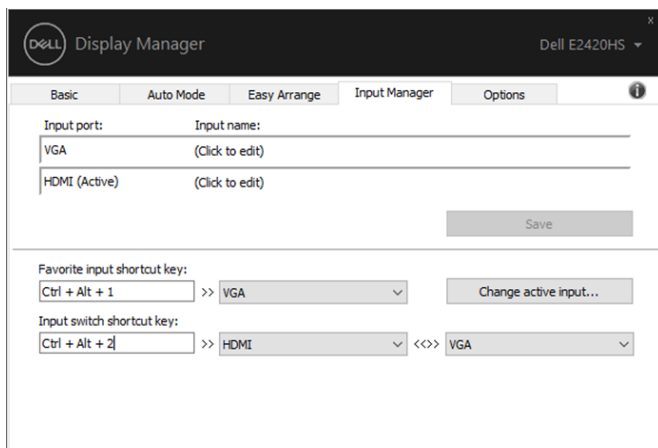 x
DELL Display Manager Dell E2420HS
Basic Auto Mode Easy Arrange Input Manager Options i
Input port: Input name:
VGA (Click to edit)
HDMI (Active) (Click to edit)
Save
Favorite input shortcut key:
Ctrl + Alt + 1 >> VGA Change active input...
Input switch shortcut key:
Ctrl + Alt + 2 >> HDMI <<>> VGA